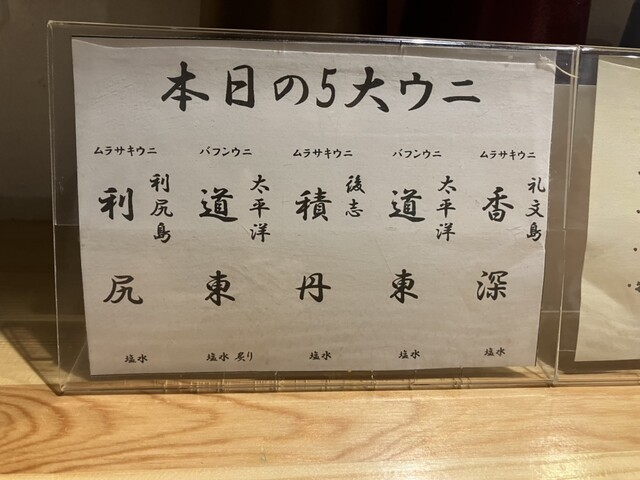 本日の5大ウニ
ムラサキウニ
礼文島
香深
塩水
バフンウニ
太平洋
道東
塩水
ムラサキウニ
後志
積丹
塩水
バフンウニ
太平洋
道東
塩水 炙り
ムラサキウニ
利尻島
利尻
塩水